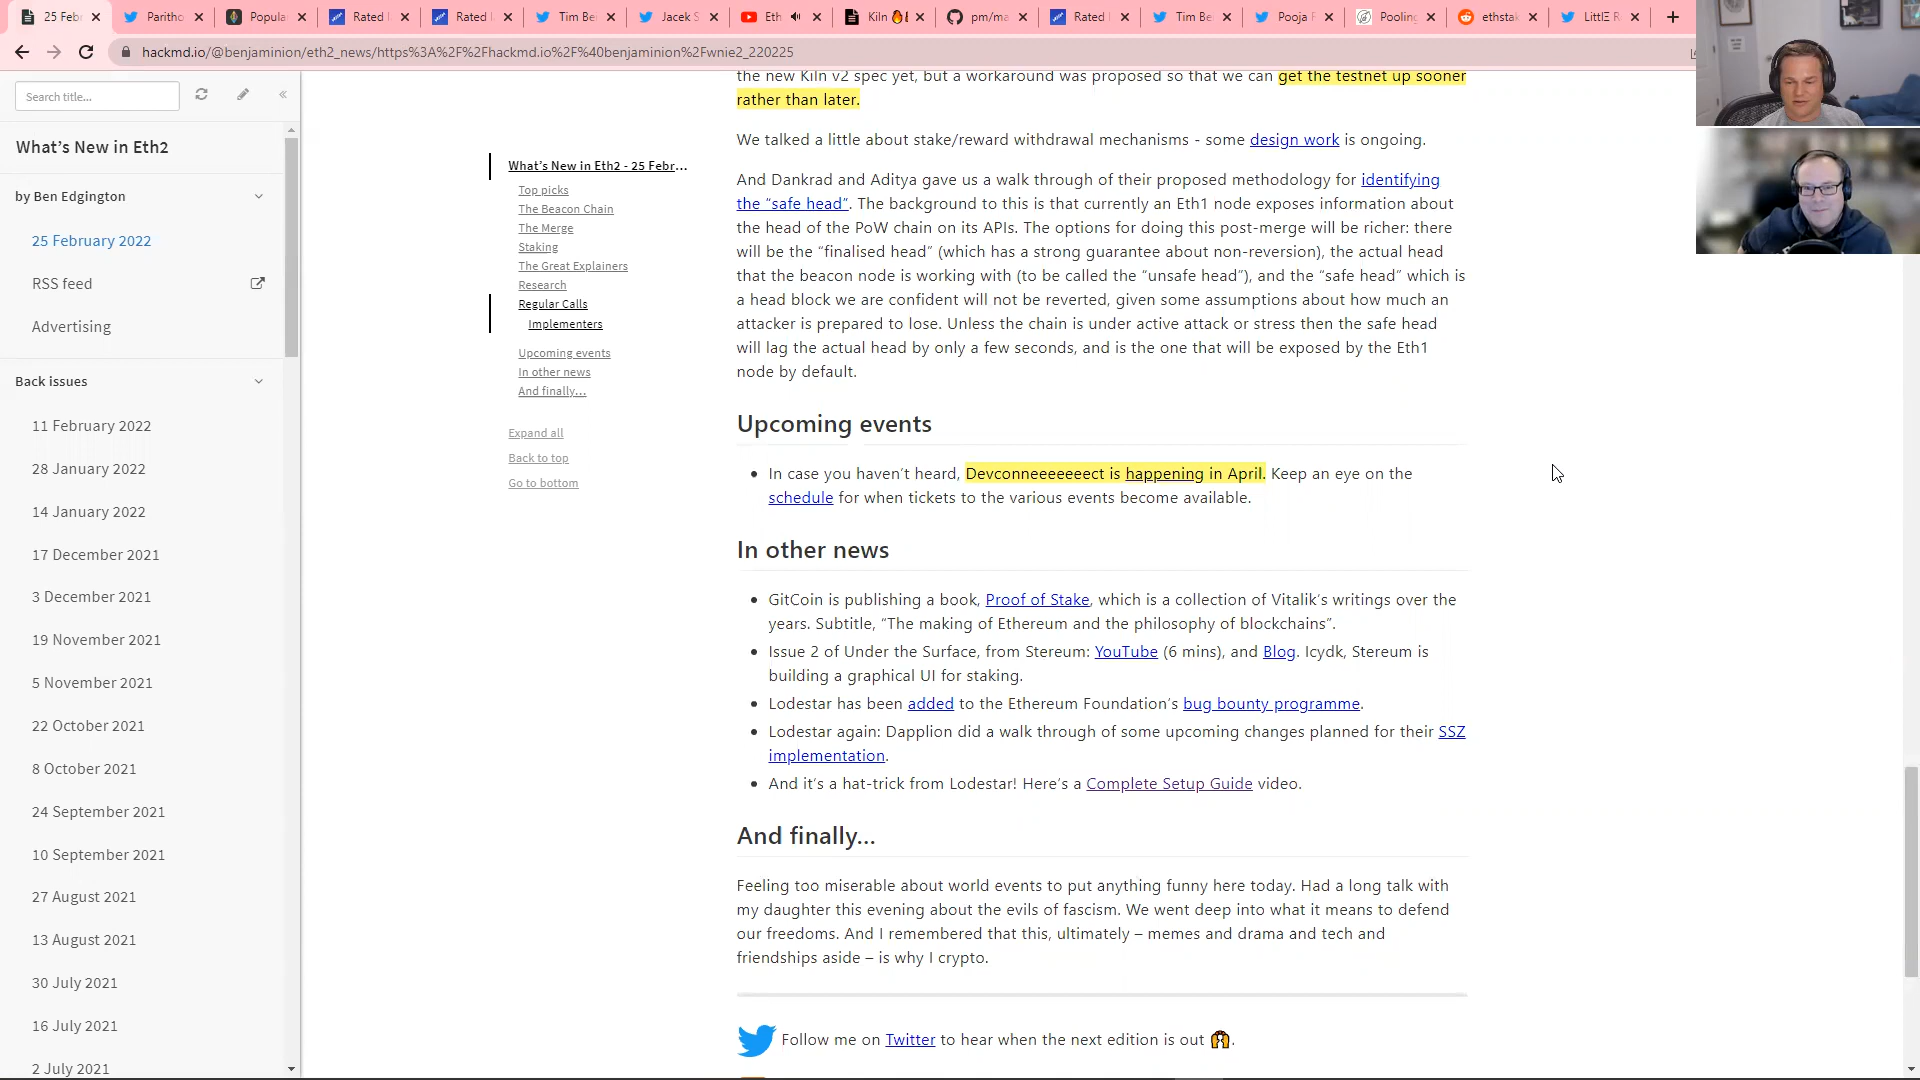 25 Feb
Paritho
Popula
Rated
Rated
Tim Be
Jacek S
Eth
Kiln
pm/ma
Rated
Tim Be
Pooja
Pooling
ethstak
LittlE R
hackmd.io/@benjaminion/eth2_news/https%3A%2F%2Fhackmd.io%2F%40benjaminion%2Fwnie2_220225
Search title...
What's New in Eth2
by Ben Edgington
25 February 2022
RSS feed
Advertising
Back issues
11 February 2022
28 January 2022
14 January 2022
17 December 2021
3 December 2021
19 November 2021
5 November 2021
22 October 2021
8 October 2021
24 September 2021
10 September 2021
27 August 2021
13 August 2021
30 July 2021
16 July 2021
2 July 2021
What's New in Eth2 - 25 Febr...
Top picks
The Beacon Chain
The Merge
Staking
The Great Explainers
Research
Regular Calls
Implementers
Upcoming events
In other news
And finally...
Expand all
Back to top
Go to bottom
the new Kiln v2 spec yet, but a workaround was proposed so that we can get the testnet up sooner
rather than later.
We talked a little about stake/reward withdrawal mechanisms - some design work is ongoing.
And Dankrad and Aditya gave us a walk through of their proposed methodology for identifying
the “safe head”. The background to this is that currently an Eth1 node exposes information about
the head of the PoW chain on its APIs. The options for doing this post-merge will be richer: there
will be the “finalised head” (which has a strong guarantee about non-reversion), the actual head
that the beacon node is working with (to be called the “unsafe head”), and the “safe head” which is
a head block we are confident will not be reverted, given some assumptions about how much an
attacker is prepared to lose. Unless the chain is under active attack or stress then the safe head
will lag the actual head by only a few seconds, and is the one that will be exposed by the Eth1
node by default.
Upcoming events
• In case you haven't heard, Devconneeeeeeect is happening in April. Keep an eye on the
schedule for when tickets to the various events become available.
In other news
• GitCoin is publishing a book, Proof of Stake, which is a collection of Vitalik's writings over the
years. Subtitle, “The making of Ethereum and the philosophy of blockchains”.
• Issue 2 of Under the Surface, from Stereum: YouTube (6 mins), and Blog. Icydk, Stereum is
building a graphical UI for staking.
• Lodestar has been added to the Ethereum Foundation's bug bounty programme.
• Lodestar again: Dapplion did a walk through of some upcoming changes planned for their SSZ
implementation.
• And it's a hat-trick from Lodestar! Here's a Complete Setup Guide video.
And finally...
Feeling too miserable about world events to put anything funny here today. Had a long talk with
my daughter this evening about the evils of fascism. We went deep into what it means to defend
our freedoms. And I remembered that this, ultimately – memes and drama and tech and
friendships aside – is why I crypto.
Follow me on Twitter to hear when the next edition is out 🙌.